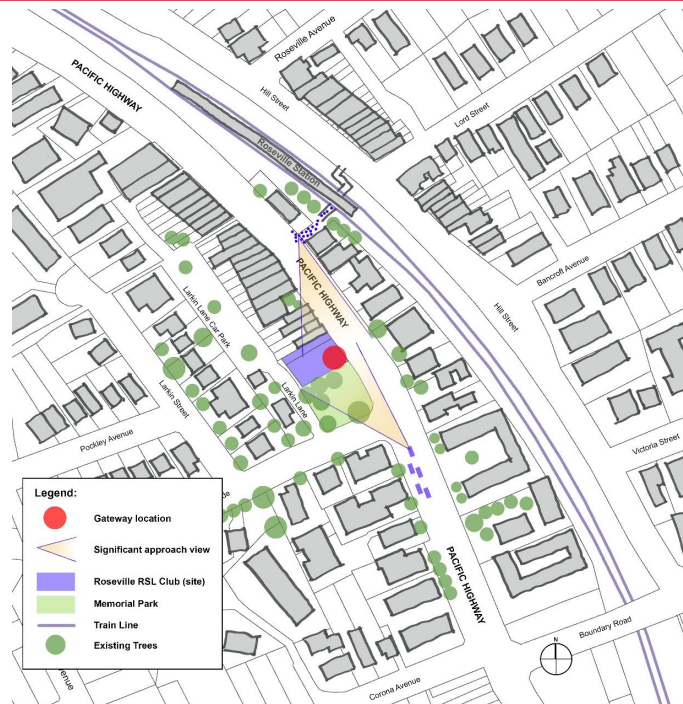 Roseville Avenue
PACIFIC HIGHWAY
Hill Street
Lord Street
Roseville Station
Bancroft Avenue
PACIFIC HIGHWAY
Larkin Lane Car Park
Hill Street
Larkin Street
Larkin Lane
Pockley Avenue
Victoria Street
Legend:
Gateway location
Significant approach view
Roseville RSL Club (site)
Memorial Park
Train Line
Existing Trees
PACIFIC HIGHWAY
N
Boundary Road
Corona Avenue